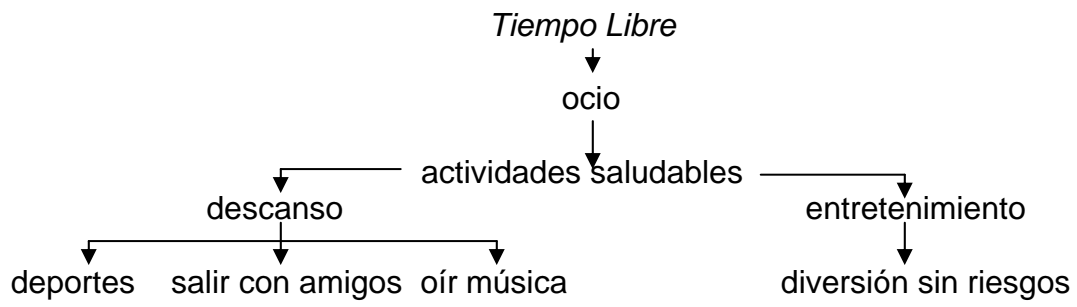 Tiempo Libre
ocio
actividades saludables
descanso entretenimiento
deportes salir con amigos oír música diversión sin riesgos